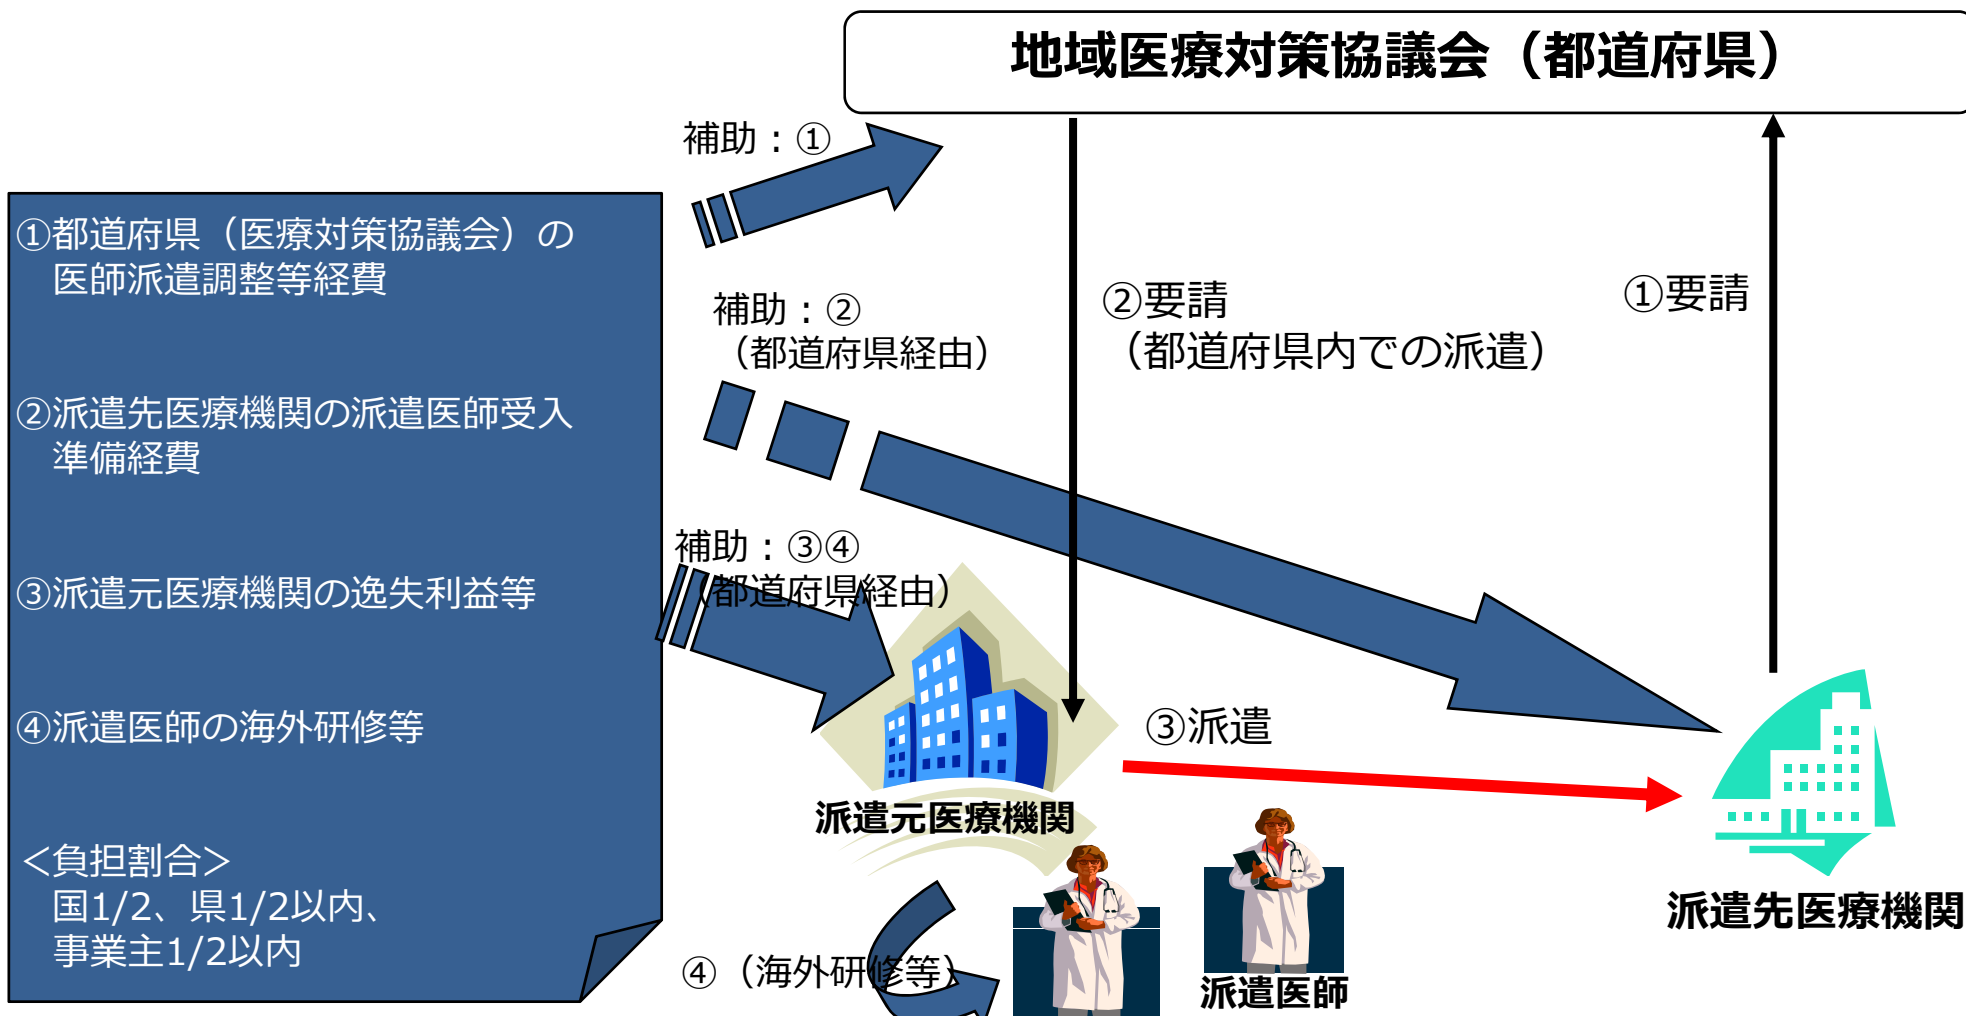 地域医療対策協議会（都道府県）
補助：①
①都道府県（医療対策協議会）の
医師派遣調整等経費
②派遣先医療機関の派遣医師受入
準備経費
③派遣元医療機関の逸失利益等
④派遣医師の海外研修等
＜負担割合＞
国1/2、県1/2以内、
事業主1/2以内
補助：②
（都道府県経由）
②要請
（都道府県内での派遣）
①要請
補助：③④
（都道府県経由）
③派遣
派遣元医療機関
派遣先医療機関
④（海外研修等）
派遣医師